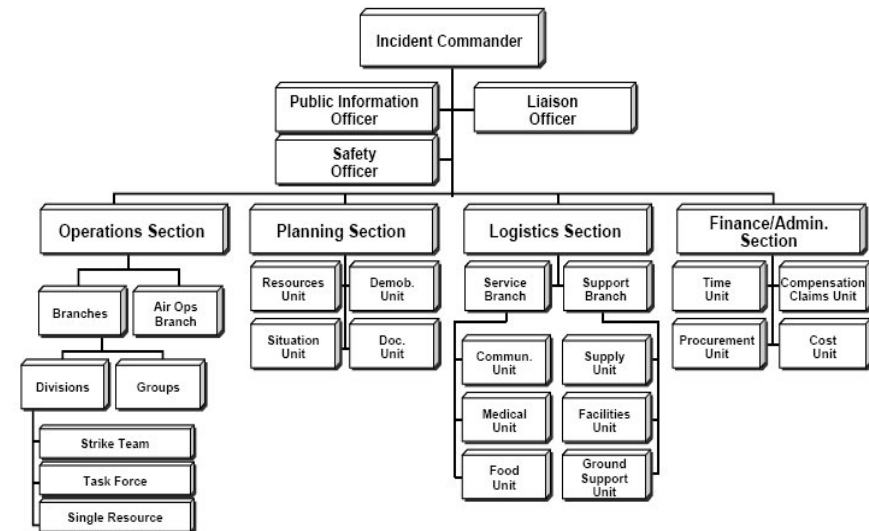 Incident Commander
Public Information
Officer
Liaison
Officer
Safety
Officer
Operations Section
Planning Section
Logistics Section
Finance/Admin.
Section
Branches
Air Ops
Branch
Divisions
Groups
Strike Team
Task Force
Single Resource
Resources
Unit
Demob.
Unit
Situation
Unit
Doc.
Unit
Service
Branch
Support
Branch
Commun.
Unit
Supply
Unit
Medical
Unit
Facilities
Unit
Food
Unit
Ground
Support
Unit
Time
Unit
Compensation
Claims Unit
Procurement
Unit
Cost
Unit